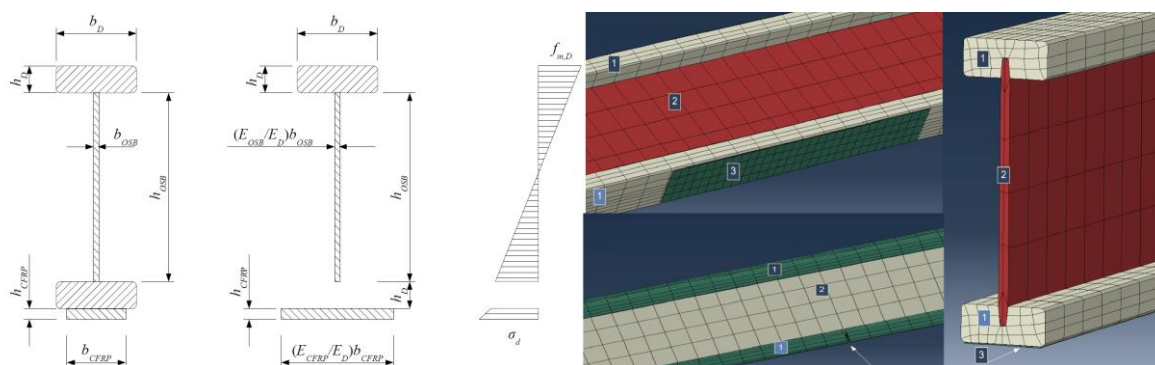 b_D
h_D
b_OSB
h_OSB
h_CFRP
b_CFRP
b_D
h_D
(E_OSB/E_D)b_OSB
h_OSB
h_CFRP
h_D
(E_CFRP/E_D)b_CFRP
f_m,D
σ_d
1
2
3
1
1
2
1
1
2
1
3